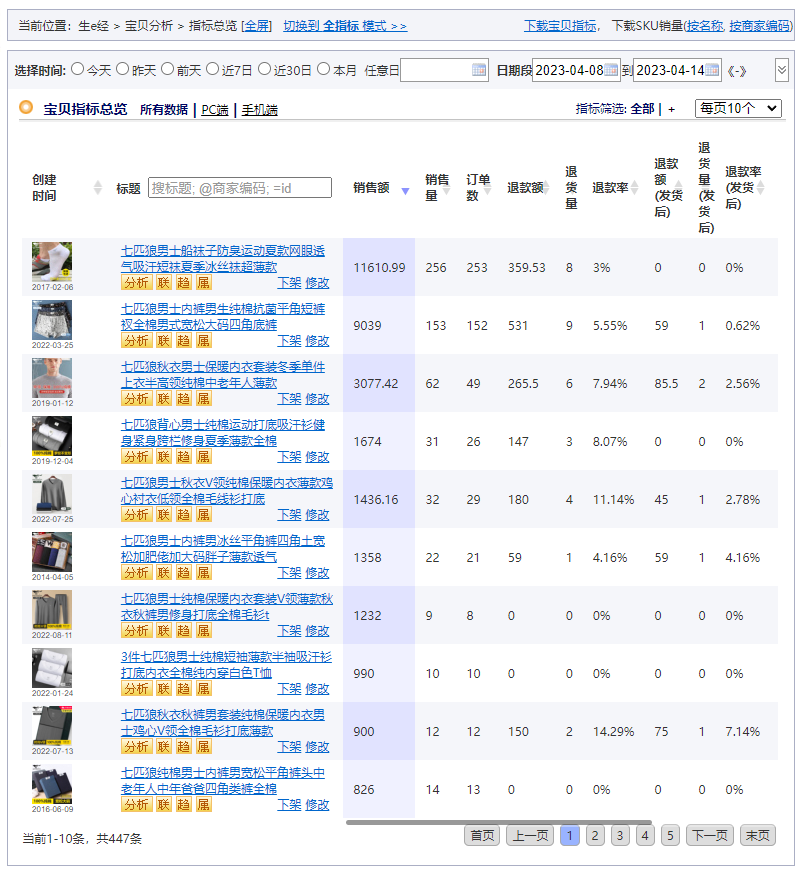 当前位置：生e经 > 宝贝分析 > 指标总览 [全屏] 切换到 全指标 模式 >> 下载宝贝指标， 下载SKU销量(按名称, 按商家编码)
选择时间: 今天 昨天 前天 近7日 近30日 本月 任意日 日期段 2023-04-08 到 2023-04-14 《-》
宝贝指标总览 所有数据 | PC端 | 手机端 指标筛选: 全部 | + 每页10个
创建时间 标题 搜标题; @商家编码; =id 销售额 销售量 订单数 退款额 退货量 退款率 退款额(发货后) 退货量(发货后) 退款率(发货后)
七匹狼男士船袜子防臭运动夏款网眼透
气吸汗短袜夏季冰丝袜超薄款
11610.99 256 253 359.53 8 3% 0 0 0%
分析 联 趋 属 下架 修改
2017-02-06
七匹狼男士内裤男生纯棉抗菌平角短裤
衩全棉男式宽松大码四角底裤
9039 153 152 531 9 5.55% 59 1 0.62%
分析 联 趋 属 下架 修改
2022-03-25
七匹狼秋衣男士保暖内衣套装冬季单件
上衣半高领纯棉中老年人薄款
3077.42 62 49 265.5 6 7.94% 85.5 2 2.56%
分析 联 趋 属 下架 修改
2019-01-12
七匹狼背心男士纯棉运动打底吸汗衫健
身紧身跨栏修身夏季薄款全棉
1674 31 26 147 3 8.07% 0 0 0%
分析 联 趋 属 下架 修改
2019-12-04
七匹狼男士秋衣V领纯棉保暖内衣薄款鸡
心衬衣低领全棉毛线衫打底
1436.16 32 29 180 4 11.14% 45 1 2.78%
分析 联 趋 属 下架 修改
2022-07-25
七匹狼男士内裤男冰丝平角裤四角土宽
松加肥佬加大码胖子薄款透气
1358 22 21 59 1 4.16% 59 1 4.16%
分析 联 趋 属 下架 修改
2014-04-05
七匹狼男士纯棉保暖内衣套装V领薄款秋
衣秋裤男修身打底全棉毛衫t
1232 9 8 0 0 0% 0 0 0%
分析 联 趋 属 下架 修改
2022-08-11
3件七匹狼男士纯棉短袖薄款半袖吸汗衫
打底内衣全棉纯内穿白色T恤
990 10 10 0 0 0% 0 0 0%
分析 联 趋 属 下架 修改
2022-01-24
七匹狼秋衣秋裤男套装纯棉保暖内衣男
士鸡心V领全棉毛衫打底薄款
900 12 12 150 2 14.29% 75 1 7.14%
分析 联 趋 属 下架 修改
2022-07-13
七匹狼纯棉男士内裤男宽松平角裤头中
老年人中年爸爸四角类裤全棉
826 14 13 0 0 0% 0 0 0%
分析 联 趋 属 下架 修改
2016-06-09
当前1-10条，共447条 首页 上一页 1 2 3 4 5 下一页 末页